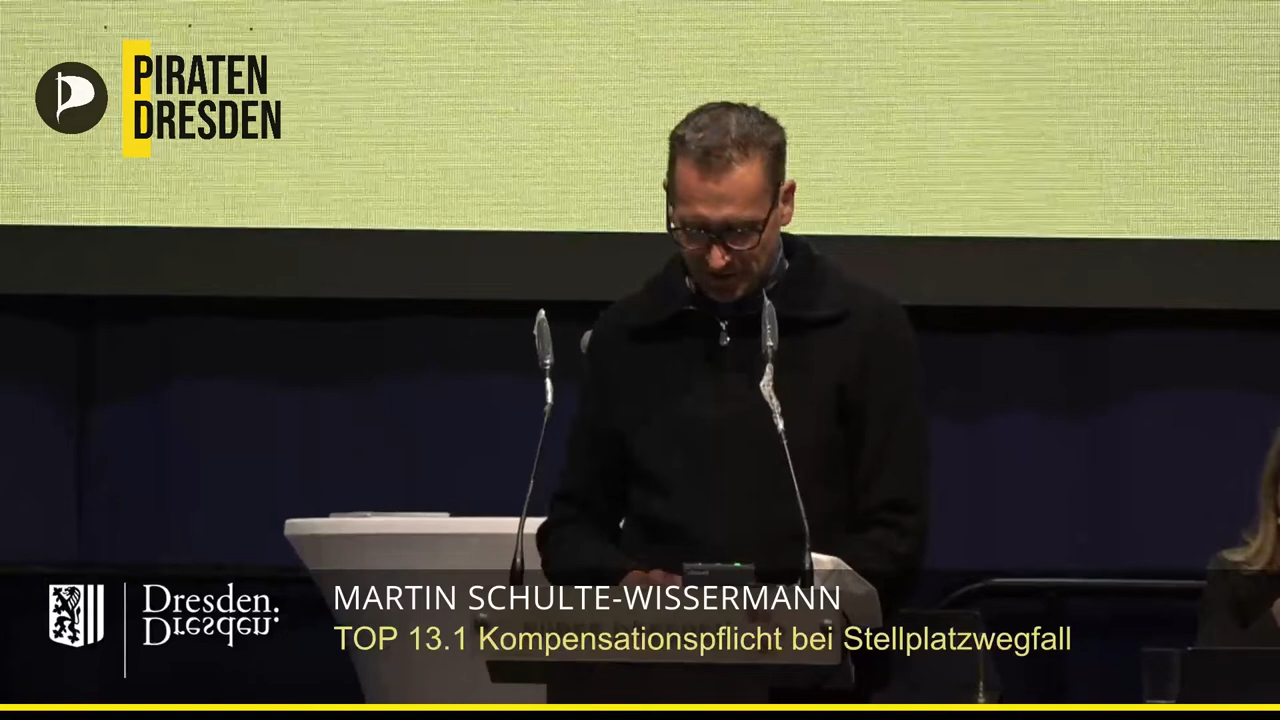 PIRATEN
DRESDEN
Dresden.
Dresden.
MARTIN SCHULTE-WISSERMANN
TOP 13.1 Kompensationspflicht bei Stellplatzwegfall